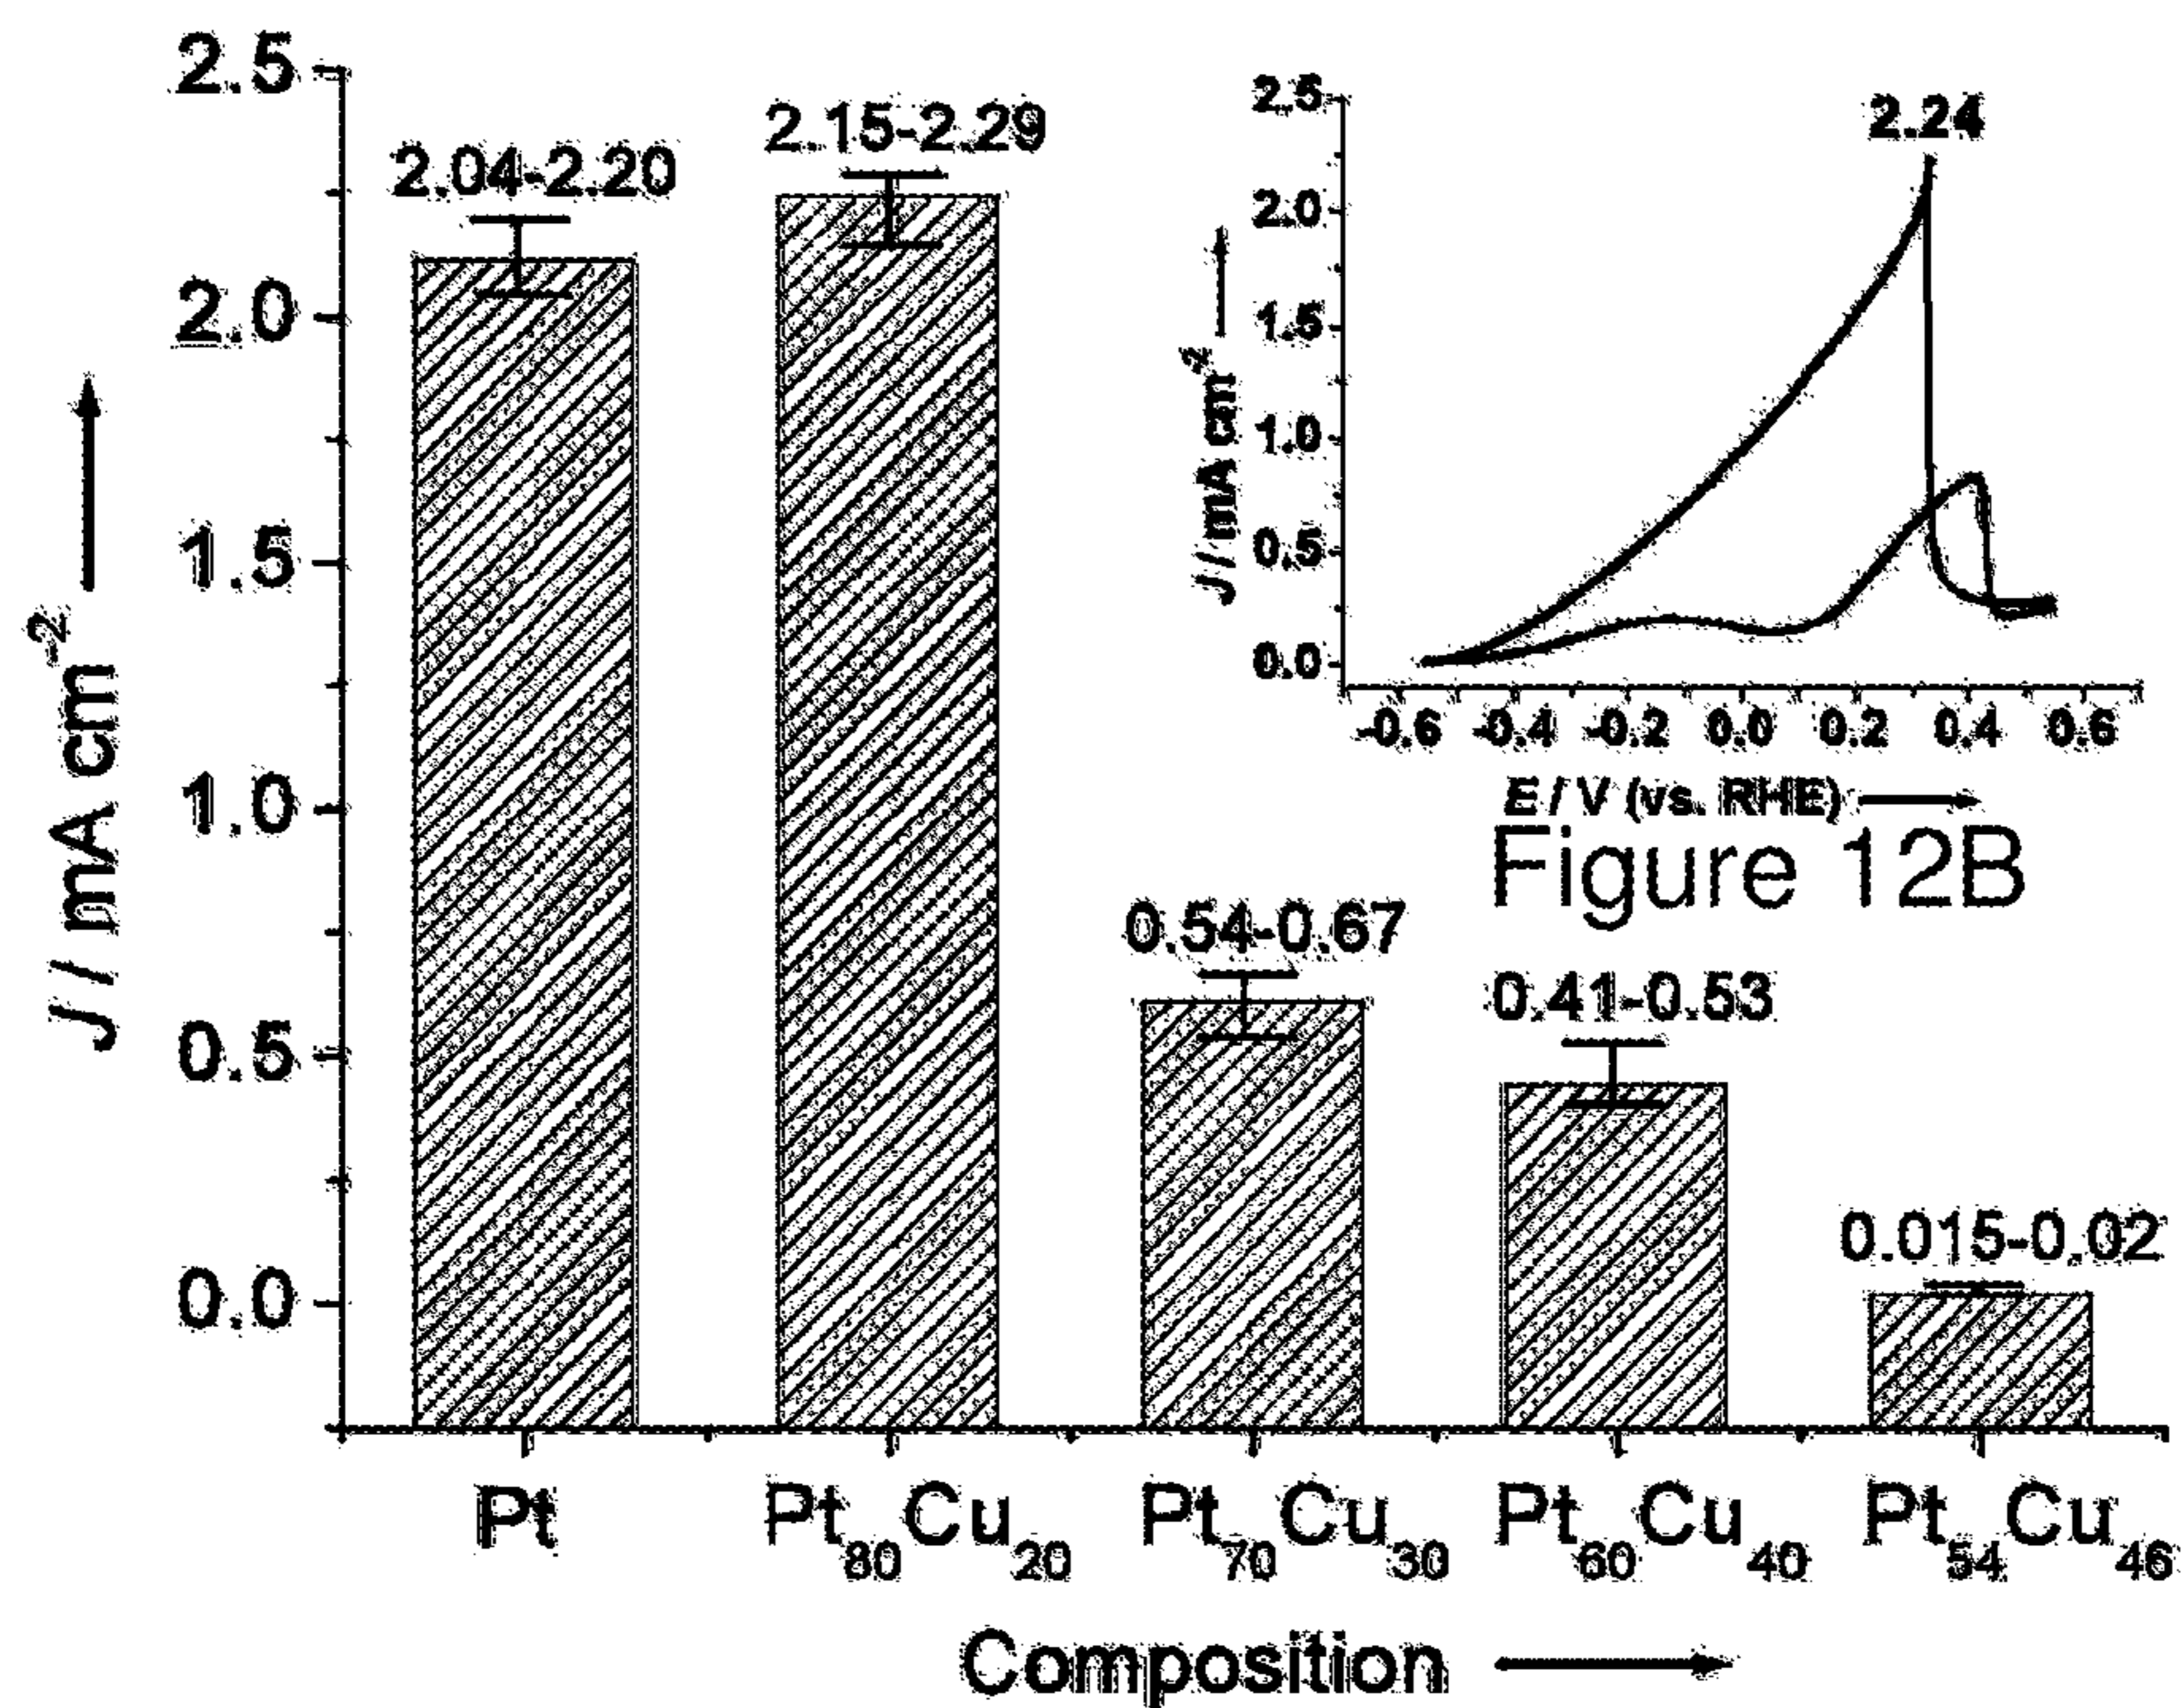 2.5
2.0
1.5
1.0
0.5
0.0
J / mA cm-2
2.04-2.20
2.15-2.29
0.54-0.67
0.41-0.53
0.015-0.02
Pt
Pt80Cu20
Pt70Cu30
Pt60Cu40
Pt54Cu46
Composition
2.5
2.0
1.5
1.0
0.5
0.0
J / mA cm-2
2.24
-0.6 -0.4 -0.2 0.0 0.2 0.4 0.6
E / V (vs. RHE)
Figure 12B